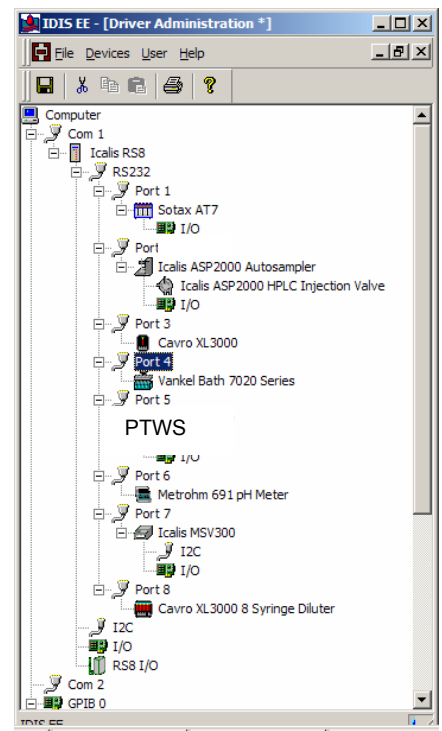 IDIS EE - [Driver Administration *]
File Devices User Help
Computer
Com 1
Icalis RS8
RS232
Port 1
Sotax AT7
I/O
Port
Icalis ASP2000 Autosampler
Icalis ASP2000 HPLC Injection Valve
I/O
Port 3
Cavro XL3000
Port 4
Vankel Bath 7020 Series
Port 5
PTWS
I/O
Port 6
Metrohm 691 pH Meter
Port 7
Icalis MSV300
I2C
I/O
Port 8
Cavro XL3000 8 Syringe Diluter
I2C
I/O
RS8 I/O
Com 2
GPIB 0
IDIS EE